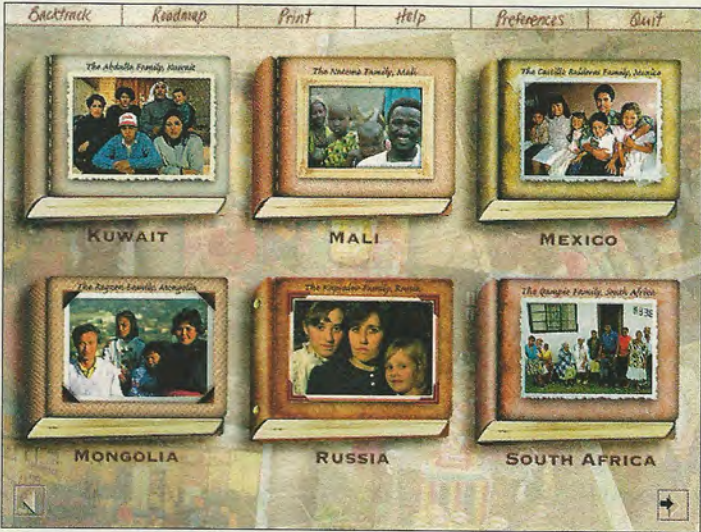 Backtrack Roadmap Print Help Preferences Quit
The Abdulla Family, Kuwait
The Natomo Family, Mali
The Castillo Balderas Family, Mexico
KUWAIT
MALI
MEXICO
The Regzen Family, Mongolia
The Kapralov Family, Russia
The Qampie Family, South Africa
8838
MONGOLIA
RUSSIA
SOUTH AFRICA